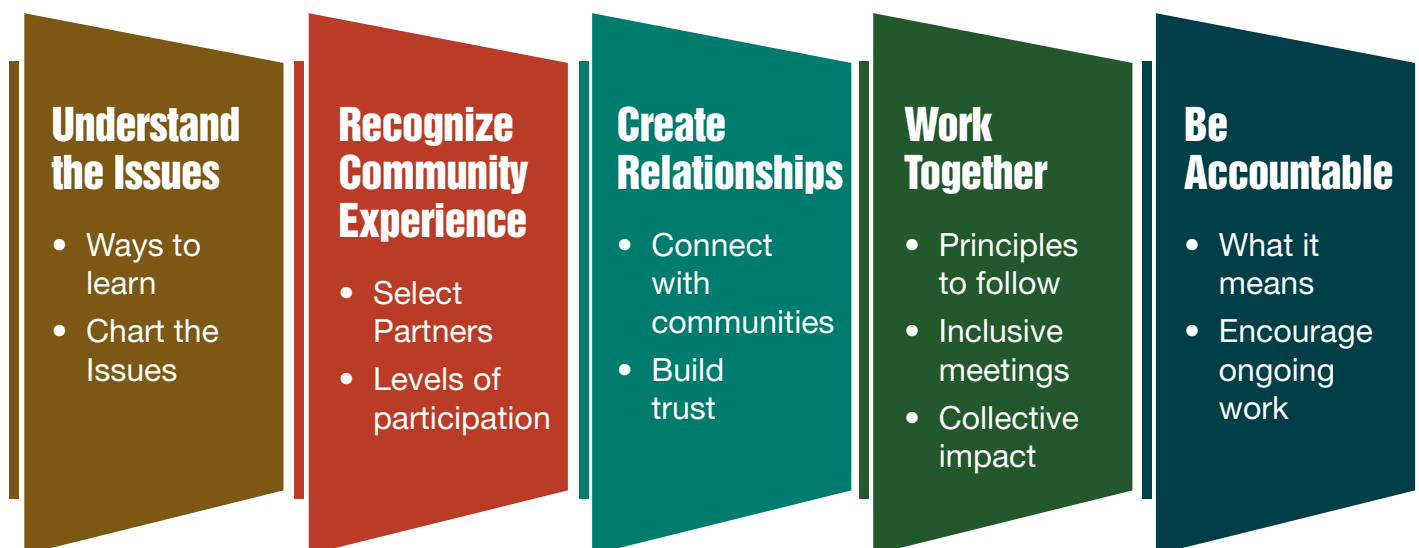 Understand
the Issues
• Ways to
learn
• Chart the
Issues
Recognize
Community
Experience
• Select
Partners
• Levels of
participation
Create
Relationships
• Connect
with
communities
• Build
trust
Work
Together
• Principles
to follow
• Inclusive
meetings
• Collective
impact
Be
Accountable
• What it
means
• Encourage
ongoing
work